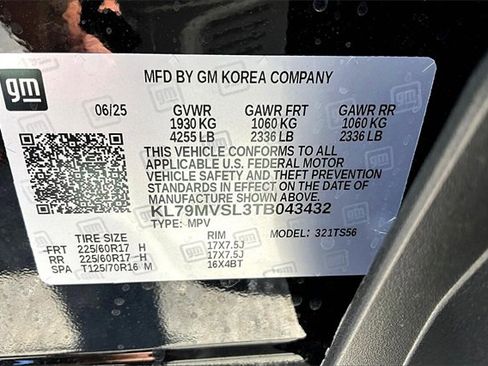 gm
MFD BY GM KOREA COMPANY
06/25 GVWR GAWR FRT GAWR RR
1930 KG 1060 KG 1060 KG
4255 LB 2336 LB 2336 LB
THIS VEHICLE CONFORMS TO ALL
APPLICABLE U.S. FEDERAL MOTOR
VEHICLE SAFETY AND THEFT PREVENTION
STANDARDS IN EFFECT ON THE DATE OF
MANUFACTURE SHOWN ABOVE.
KL79MVSL3TB043432
TYPE: MPV MODEL: 321TS56
TIRE SIZE RIM
FRT 225/60R17 H 17X7.5J
RR 225/60R17 H 17X7.5J
SPA T125/70R16 M 16X4BT